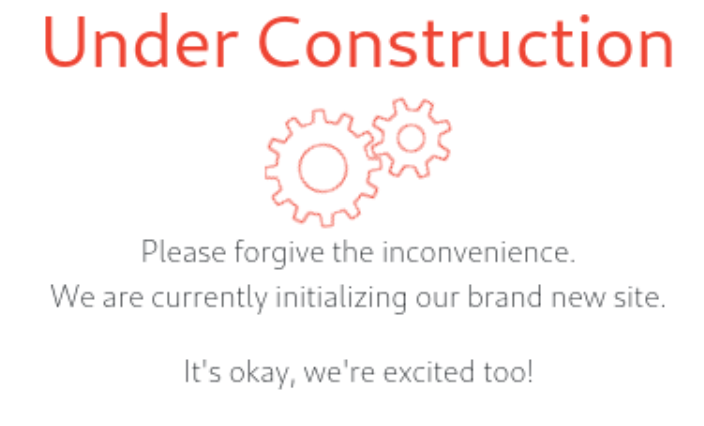 Under Construction
Please forgive the inconvenience.
We are currently initializing our brand new site.
It's okay, we're excited too!